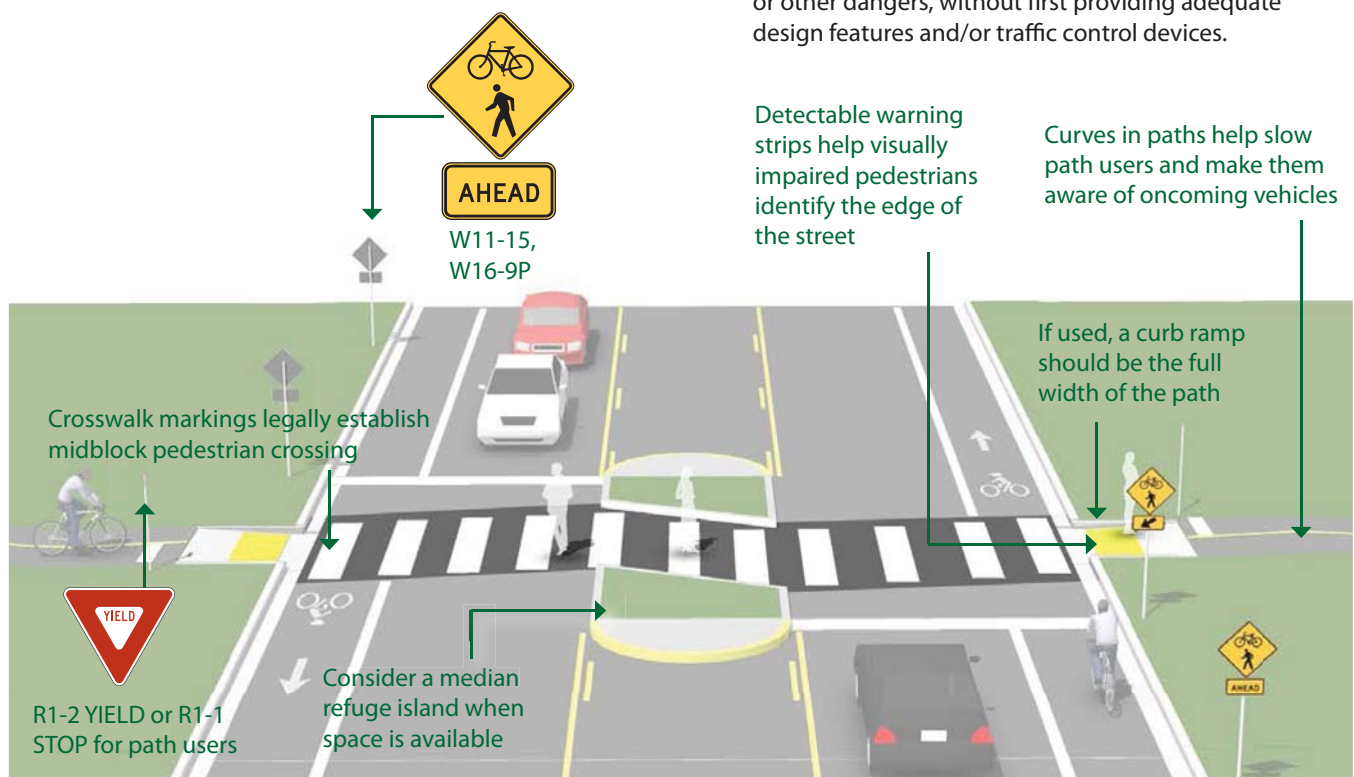 or other dangers, without first providing adequate
design features and/or traffic control devices.
AHEAD
W11-15,
W16-9P
Detectable warning
strips help visually
impaired pedestrians
identify the edge of
the street
Curves in paths help slow
path users and make them
aware of oncoming vehicles
If used, a curb ramp
should be the full
width of the path
Crosswalk markings legally establish
midblock pedestrian crossing
YIELD
R1-2 YIELD or R1-1
STOP for path users
Consider a median
refuge island when
space is available
AHEAD